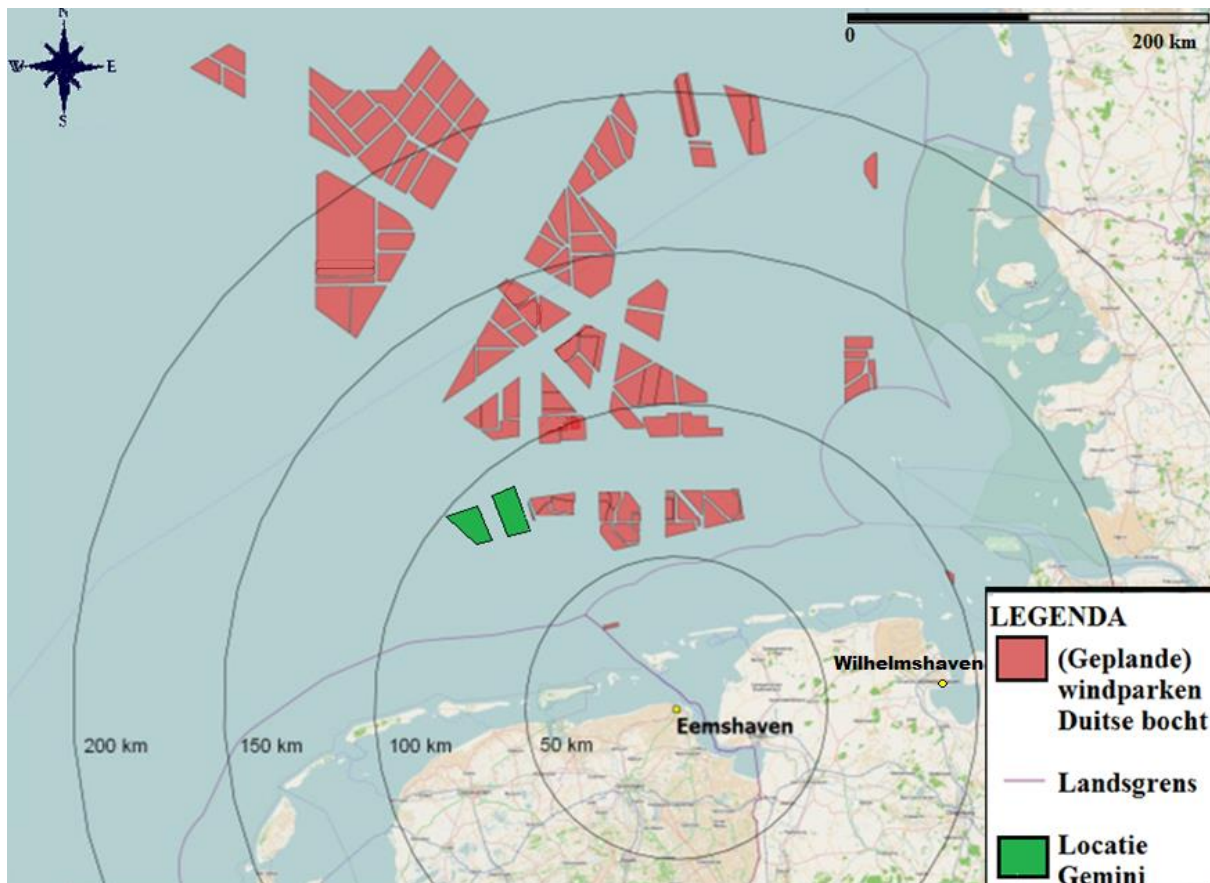 N
W
E
S
0
200 km
200 km
150 km
100 km
50 km
Eemshaven
Wilhelmshaven
LEGENDA
(Geplande)
windparken
Duitse bocht
Landsgrens
Locatie
Gemini